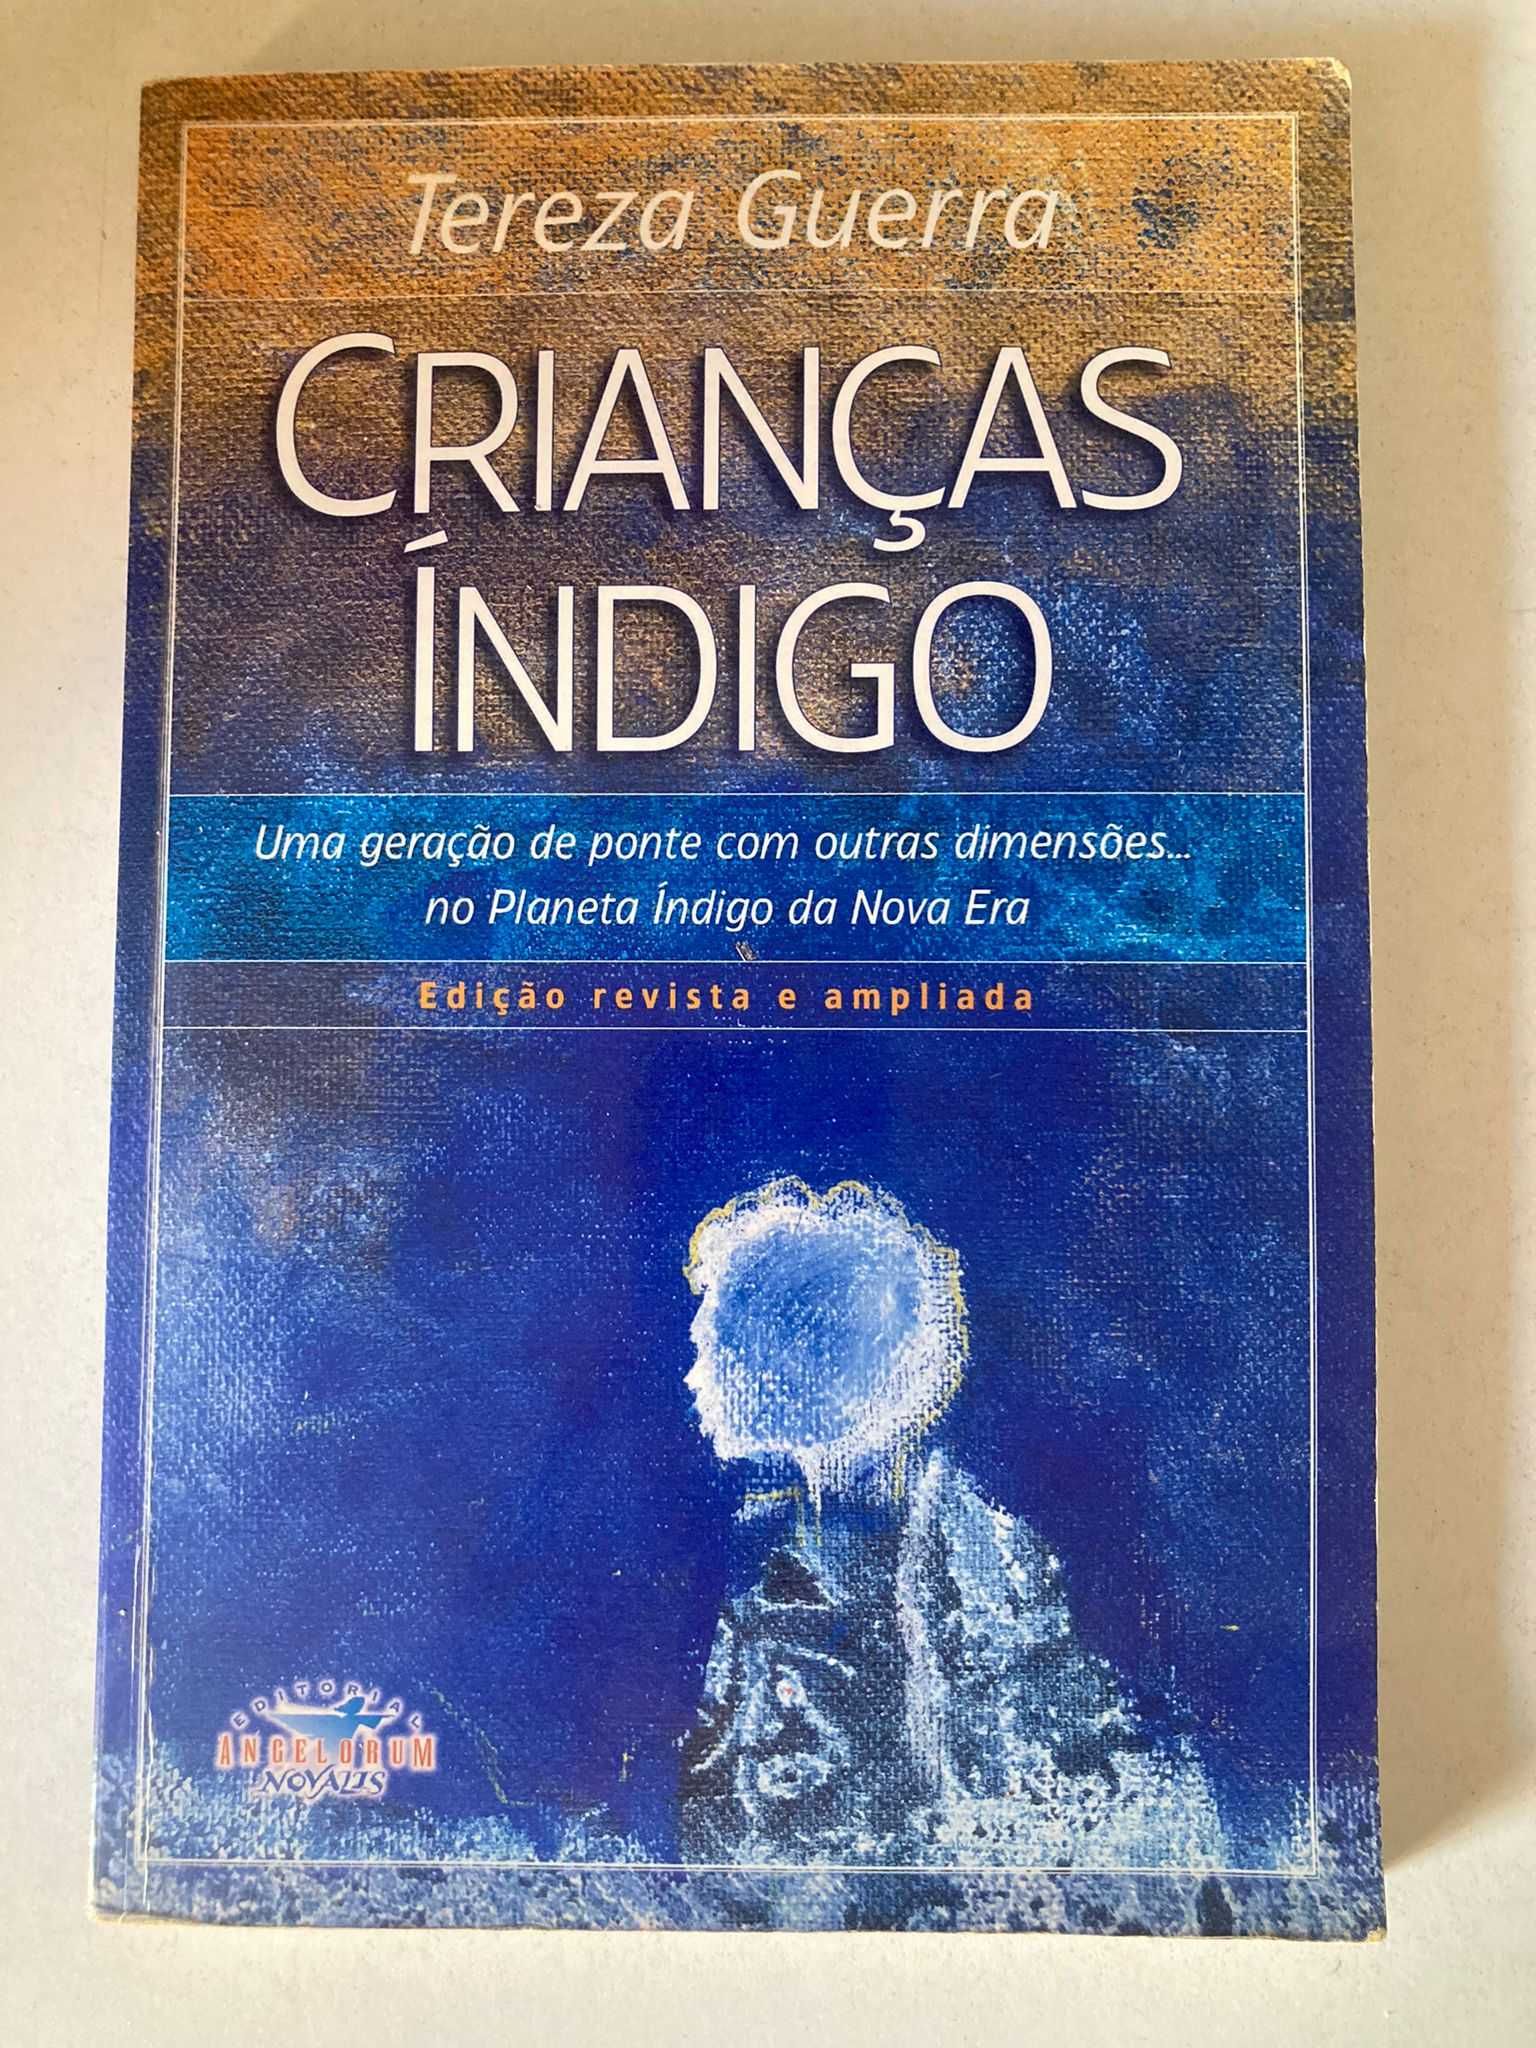 Tereza Guerra
CRIANÇAS
ÍNDIGO
Uma geração de ponte com outras dimensões...
no Planeta Índigo da Nova Era
Edição revista e ampliada
EDITORIAL
ANGELORUM
NOVALIS